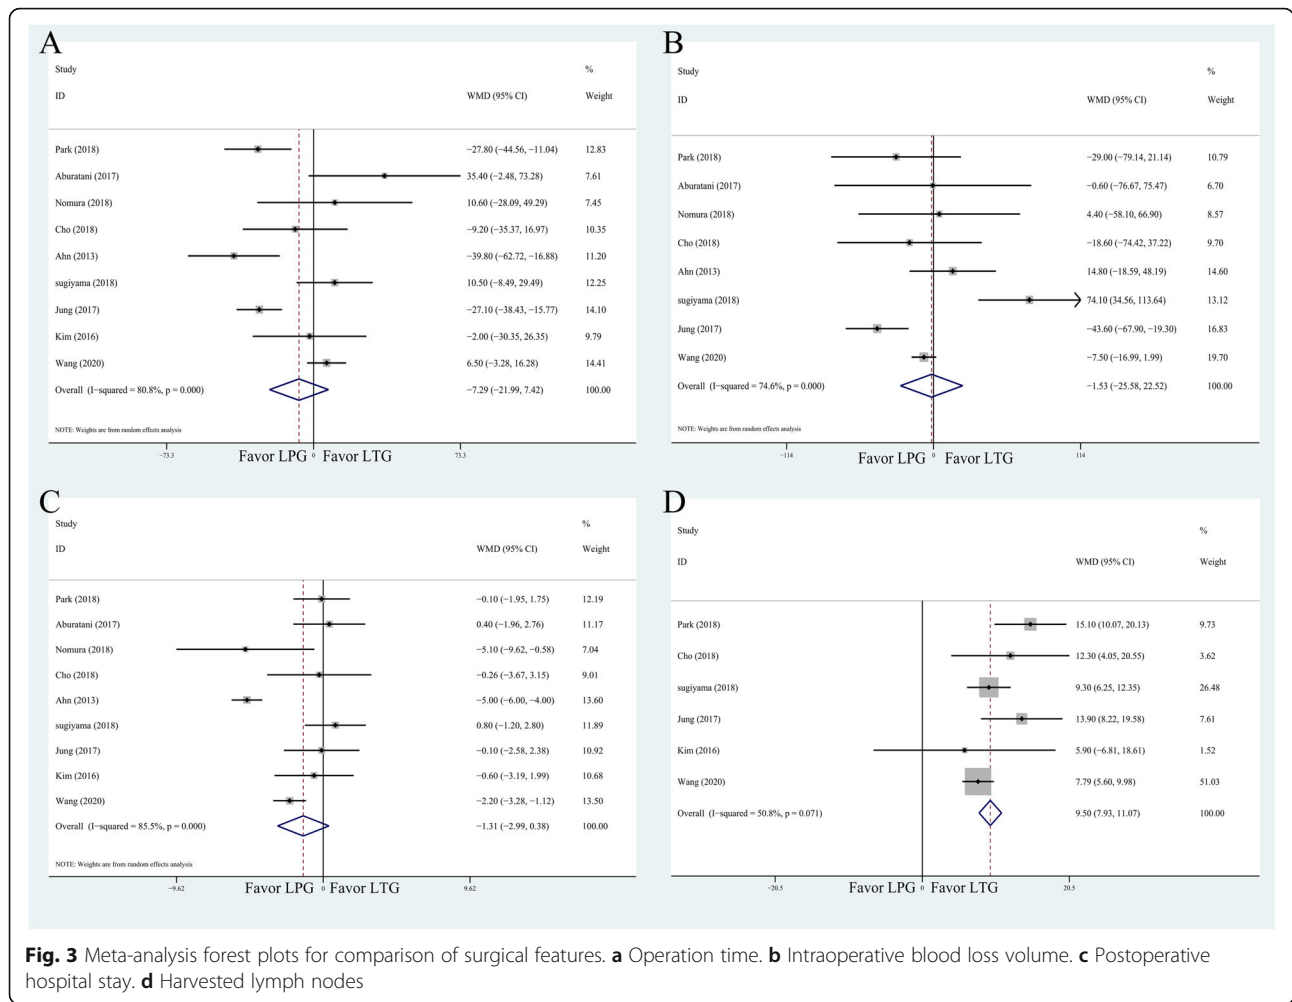 A
Study %
ID WMD (95% CI) Weight
Park (2018) −27.80 (−44.56, −11.04) 12.83
Aburatani (2017) 35.40 (−2.48, 73.28) 7.61
Nomura (2018) 10.60 (−28.09, 49.29) 7.45
Cho (2018) −9.20 (−35.37, 16.97) 10.35
Ahn (2013) −39.80 (−62.72, −16.88) 11.20
sugiyama (2018) 10.50 (−8.49, 29.49) 12.25
Jung (2017) −27.10 (−38.43, −15.77) 14.10
Kim (2016) −2.00 (−30.35, 26.35) 9.79
Wang (2020) 6.50 (−3.28, 16.28) 14.41
Overall (I−squared = 80.8%, p = 0.000) −7.29 (−21.99, 7.42) 100.00
NOTE: Weights are from random effects analysis
−73.3 Favor LPG 0 Favor LTG 73.3
B
Study %
ID WMD (95% CI) Weight
Park (2018) −29.00 (−79.14, 21.14) 10.79
Aburatani (2017) −0.60 (−76.67, 75.47) 6.70
Nomura (2018) 4.40 (−58.10, 66.90) 8.57
Cho (2018) −18.60 (−74.42, 37.22) 9.70
Ahn (2013) 14.80 (−18.59, 48.19) 14.60
sugiyama (2018) 74.10 (34.56, 113.64) 13.12
Jung (2017) −43.60 (−67.90, −19.30) 16.83
Wang (2020) −7.50 (−16.99, 1.99) 19.70
Overall (I−squared = 74.6%, p = 0.000) −1.53 (−25.58, 22.52) 100.00
NOTE: Weights are from random effects analysis
−114 Favor LPG 0 Favor LTG 114
C
Study %
ID WMD (95% CI) Weight
Park (2018) −0.10 (−1.95, 1.75) 12.19
Aburatani (2017) 0.40 (−1.96, 2.76) 11.17
Nomura (2018) −5.10 (−9.62, −0.58) 7.04
Cho (2018) −0.26 (−3.67, 3.15) 9.01
Ahn (2013) −5.00 (−6.00, −4.00) 13.60
sugiyama (2018) 0.80 (−1.20, 2.80) 11.89
Jung (2017) −0.10 (−2.58, 2.38) 10.92
Kim (2016) −0.60 (−3.19, 1.99) 10.68
Wang (2020) −2.20 (−3.28, −1.12) 13.50
Overall (I−squared = 85.5%, p = 0.000) −1.31 (−2.99, 0.38) 100.00
NOTE: Weights are from random effects analysis
−9.62 Favor LPG 0 Favor LTG 9.62
D
Study %
ID WMD (95% CI) Weight
Park (2018) 15.10 (10.07, 20.13) 9.73
Cho (2018) 12.30 (4.05, 20.55) 3.62
sugiyama (2018) 9.30 (6.25, 12.35) 26.48
Jung (2017) 13.90 (8.22, 19.58) 7.61
Kim (2016) 5.90 (−6.81, 18.61) 1.52
Wang (2020) 7.79 (5.60, 9.98) 51.03
Overall (I−squared = 50.8%, p = 0.071) 9.50 (7.93, 11.07) 100.00
−20.5 Favor LPG 0 Favor LTG 20.5
Fig. 3 Meta-analysis forest plots for comparison of surgical features. a Operation time. b Intraoperative blood loss volume. c Postoperative
hospital stay. d Harvested lymph nodes